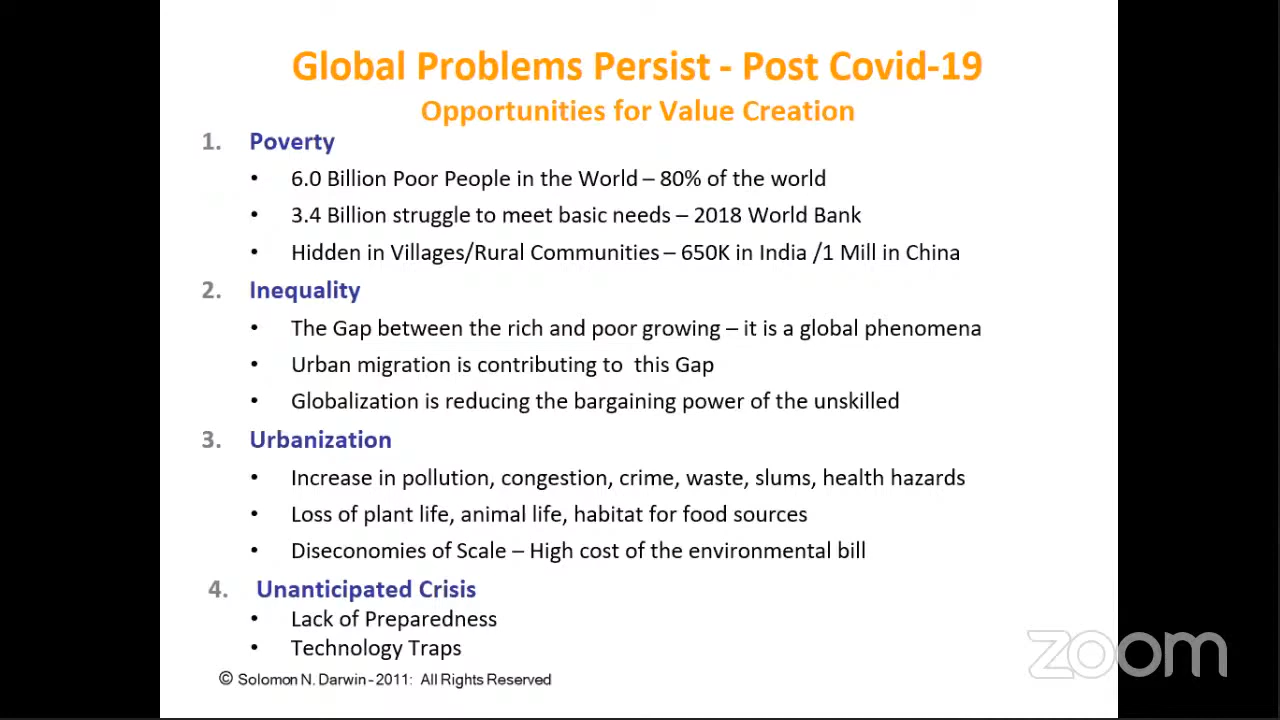 Global Problems Persist - Post Covid-19
Opportunities for Value Creation
1. Poverty
• 6.0 Billion Poor People in the World – 80% of the world
• 3.4 Billion struggle to meet basic needs – 2018 World Bank
• Hidden in Villages/Rural Communities – 650K in India /1 Mill in China
2. Inequality
• The Gap between the rich and poor growing – it is a global phenomena
• Urban migration is contributing to  this Gap
• Globalization is reducing the bargaining power of the unskilled
3. Urbanization
• Increase in pollution, congestion, crime, waste, slums, health hazards
• Loss of plant life, animal life, habitat for food sources
• Diseconomies of Scale – High cost of the environmental bill
4. Unanticipated Crisis
• Lack of Preparedness
• Technology Traps
© Solomon N. Darwin - 2011:  All Rights Reserved
zoom